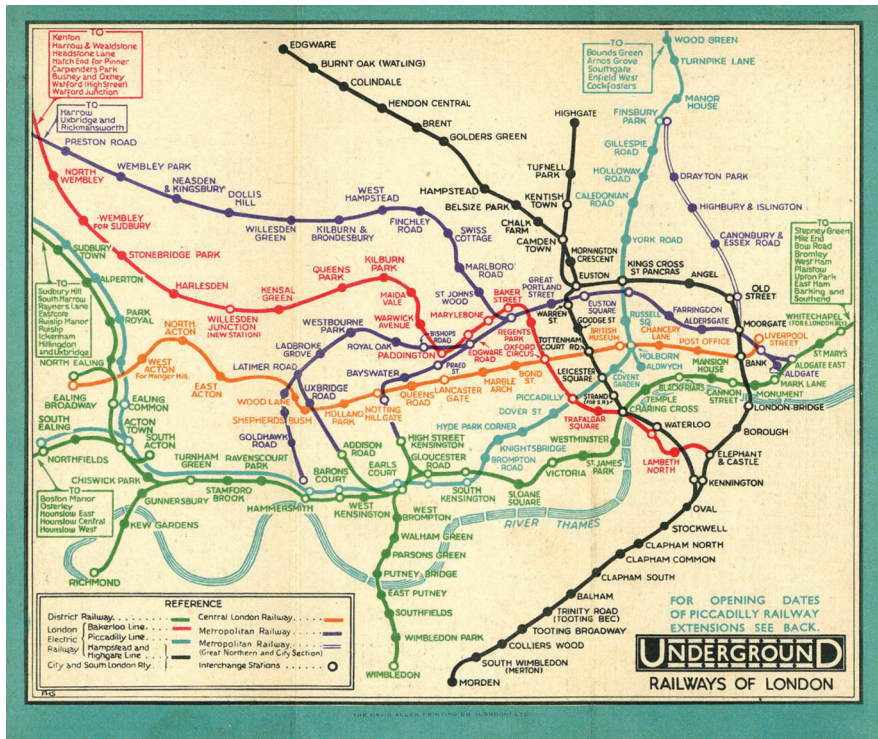 TO
Kenton
Harrow & Wealdstone
Headstone Lane
Hatch End for Pinner
Carpenders Park
Bushey and Oxhey
Watford (High Street)
Watford Junction
TO
Harrow
Uxbridge and
Rickmansworth
PRESTON ROAD
NORTH
WEMBLEY
WEMBLEY PARK
NEASDEN
& KINGSBURY
DOLLIS
HILL
WILLESDEN
GREEN
KILBURN &
BRONDESBURY
WEST
HAMPSTEAD
FINCHLEY
ROAD
SWISS
COTTAGE
MARLBORO'
ROAD
ST JOHNS
WOOD
EDGWARE
BURNT OAK (WATLING)
COLINDALE
HENDON CENTRAL
BRENT
GOLDERS GREEN
HAMPSTEAD
BELSIZE PARK
CHALK
FARM
CAMDEN
TOWN
HIGHGATE
TUFNELL
PARK
KENTISH
TOWN
MORNINGTON
CRESCENT
EUSTON
TO
Bounds Green
Arnos Grove
Southgate
Enfield West
Cockfosters
WOOD GREEN
TURNPIKE LANE
MANOR
HOUSE
FINSBURY
PARK
GILLESPIE
ROAD
HOLLOWAY
ROAD
CALEDONIAN
ROAD
YORK ROAD
KINGS CROSS
ST PANCRAS
DRAYTON PARK
HIGHBURY & ISLINGTON
CANONBURY &
ESSEX ROAD
ANGEL
OLD
STREET
TO
Stepney Green
Mile End
Bow Road
Bromley
West Ham
Plaistow
Upton Park
East Ham
Barking and
Southend
WHITECHAPEL
(FOR E.LONDON RLY)
ST. MARY'S
ALDGATE EAST
ALDGATE
MARK LANE
MONUMENT
WEMBLEY
FOR SUDBURY
STONEBRIDGE PARK
HARLESDEN
WILLESDEN
JUNCTION
(NEW STATION)
KENSAL
GREEN
QUEENS
PARK
KILBURN
PARK
MAIDA
VALE
WARWICK
AVENUE
PADDINGTON
BISHOPS
ROAD
EDGWARE
ROAD
MARYLEBONE
BAKER
STREET
GREAT
PORTLAND
STREET
EUSTON
SQUARE
WARREN
ST.
GOODGE ST
REGENTS
PARK
OXFORD
CIRCUS
TOTTENHAM
COURT RD
BRITISH
MUSEUM
RUSSELL
SQ.
CHANCERY
LANE
FARRINGDON
ALDERSGATE
POST OFFICE
MOORGATE
LIVERPOOL
STREET
BANK
HOLBORN
ALDWYCH
COVENT
GARDEN
LEICESTER
SQUARE
STRAND
(FOR S.R.)
CHARING CROSS
TEMPLE
BLACKFRIARS
MANSION
HOUSE
CANNON
STREET
LONDON BRIDGE
BOROUGH
ELEPHANT
& CASTLE
KENNINGTON
WATERLOO
LAMBETH
NORTH
TRAFALGAR
SQUARE
PICCADILLY
DOVER ST.
HYDE PARK CORNER
KNIGHTSBRIDGE
BROMPTON
ROAD
WESTMINSTER
ST. JAMES
PARK
VICTORIA
SLOANE
SQUARE
SOUTH
KENSINGTON
GLOUCESTER
ROAD
HIGH STREET
KENSINGTON
EARLS
COURT
ADDISON
ROAD
BARONS
COURT
WEST
KENSINGTON
HAMMERSMITH
RAVENSCOURT
PARK
STAMFORD
BROOK
TURNHAM
GREEN
GUNNERSBURY
KEW GARDENS
RICHMOND
CHISWICK PARK
SOUTH
ACTON
ACTON
TOWN
EALING
COMMON
NORTHFIELDS
SOUTH
EALING
EALING
BROADWAY
NORTH EALING
PARK
ROYAL
ALPERTON
SUDBURY
TOWN
TO
Sudbury Hill
South Harrow
Rayners Lane
Eastcote
Ruislip Manor
Ruislip
Ickenham
Hillingdon
and Uxbridge
TO
Boston Manor
Osterley
Hounslow East
Hounslow Central
Hounslow West
NORTH
ACTON
WEST
ACTON
For Hanger Hill.
EAST
ACTON
WOOD LANE
SHEPHERDS BUSH
HOLLAND
PARK
NOTTING
HILL GATE
QUEENS
ROAD
LANCASTER
GATE
MARBLE
ARCH
BOND
ST.
WESTBOURNE
PARK
ROYAL OAK
LADBROKE
GROVE
LATIMER ROAD
UXBRIDGE
ROAD
GOLDHAWK
ROAD
BAYSWATER
PRAED
ST
WEST
BROMPTON
WALHAM GREEN
PARSONS GREEN
PUTNEY BRIDGE
EAST PUTNEY
SOUTHFIELDS
WIMBLEDON PARK
WIMBLEDON
RIVER THAMES
OVAL
STOCKWELL
CLAPHAM NORTH
CLAPHAM COMMON
CLAPHAM SOUTH
BALHAM
TRINITY ROAD
(TOOTING BEC)
TOOTING BROADWAY
COLLIERS WOOD
SOUTH WIMBLEDON
(MERTON)
MORDEN
REFERENCE
District Railway
London
Electric
Railway
Bakerloo Line
Piccadilly Line
Hampstead and
Highgate Line
City and South London Rly
Central London Railway
Metropolitan Railway
Metropolitan Railway
(Great Northern and City Section)
Interchange Stations
FOR OPENING DATES
OF PICCADILLY RAILWAY
EXTENSIONS SEE BACK.
UNDERGROUND
RAILWAYS OF LONDON